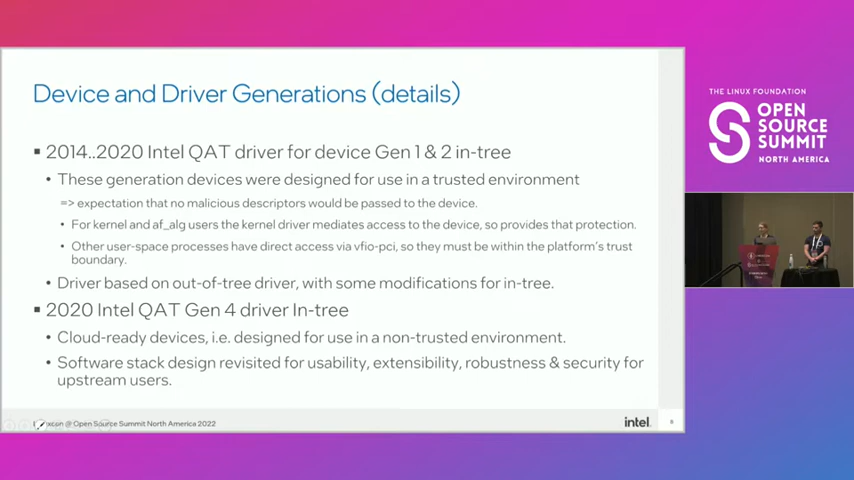 Device and Driver Generations (details)
▪ 2014..2020 Intel QAT driver for device Gen 1 & 2 in-tree
• These generation devices were designed for use in a trusted environment
=> expectation that no malicious descriptors would be passed to the device.
• For kernel and af_alg users the kernel driver mediates access to the device, so provides that protection.
• Other user-space processes have direct access via vfio-pci, so they must be within the platform's trust
boundary.
• Driver based on out-of-tree driver, with some modifications for in-tree.
▪ 2020 Intel QAT Gen 4 driver In-tree
• Cloud-ready devices, i.e. designed for use in a non-trusted environment.
• Software stack design revisited for usability, extensibility, robustness & security for
upstream users.
@ Open Source Summit North America 2022
intel.
THE LINUX FOUNDATION
OPEN
SOURCE
SUMMIT
NORTH AMERICA